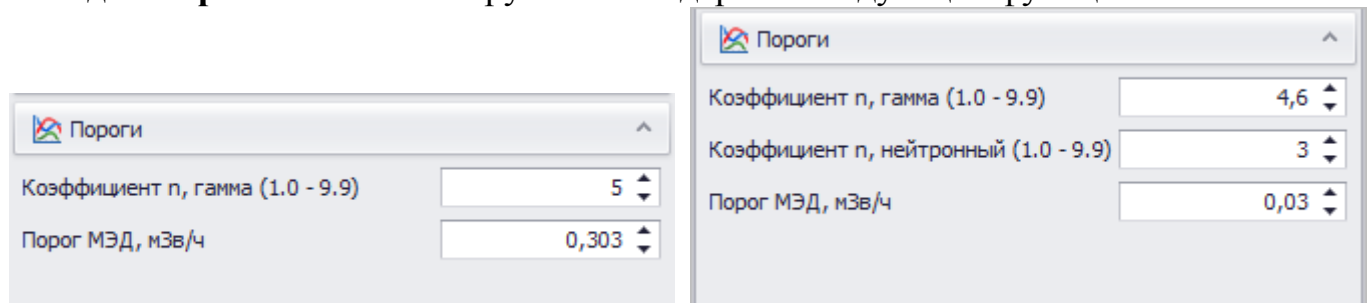 Пороги
Коэффициент n, гамма (1.0 - 9.9) 5
Порог МЭД, мЗв/ч 0,303
Пороги
Коэффициент n, гамма (1.0 - 9.9) 4,6
Коэффициент n, нейтронный (1.0 - 9.9) 3
Порог МЭД, мЗв/ч 0,03